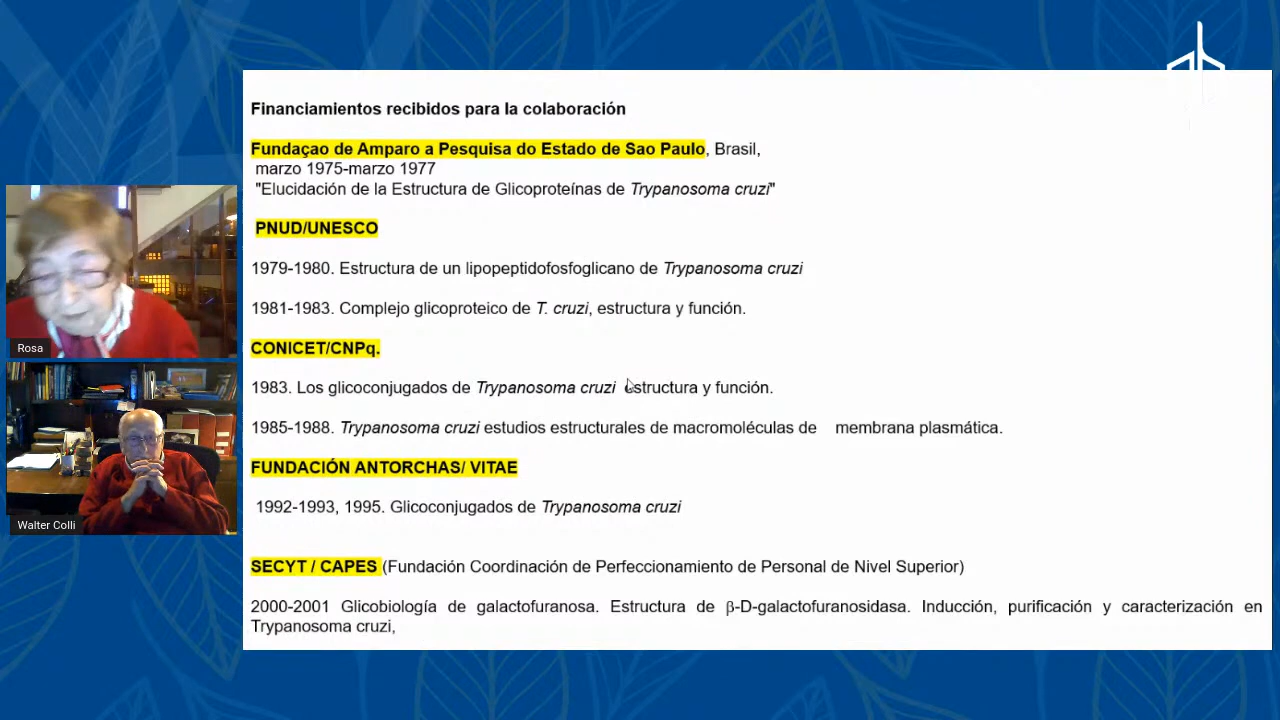 Financiamientos recibidos para la colaboración
Fundaçao de Amparo a Pesquisa do Estado de Sao Paulo, Brasil,
marzo 1975-marzo 1977
"Elucidación de la Estructura de Glicoproteínas de Trypanosoma cruzi"
PNUD/UNESCO
1979-1980. Estructura de un lipopeptidofosfoglicano de Trypanosoma cruzi
1981-1983. Complejo glicoproteico de T. cruzi, estructura y función.
Rosa
CONICET/CNPq.
1983. Los glicoconjugados de Trypanosoma cruzi estructura y función.
1985-1988. Trypanosoma cruzi estudios estructurales de macromoléculas de membrana plasmática.
FUNDACIÓN ANTORCHAS/ VITAE
1992-1993, 1995. Glicoconjugados de Trypanosoma cruzi
Walter Colli
SECYT / CAPES (Fundación Coordinación de Perfeccionamiento de Personal de Nivel Superior)
2000-2001 Glicobiología de galactofuranosa. Estructura de β-D-galactofuranosidasa. Inducción, purificación y caracterización en
Trypanosoma cruzi,